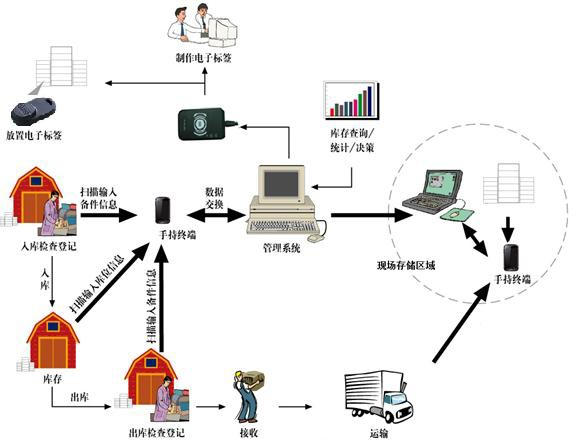 制作电子标签
放置电子标签
库存查询/
统计/决策
扫描输入
备件信息
数据
交换
手持终端
管理系统
入库检查登记
现场存储区域
手持终端
入库
扫描输入库位信息
扫描输入备件信息
库存
出库
出库检查登记
接收
运输